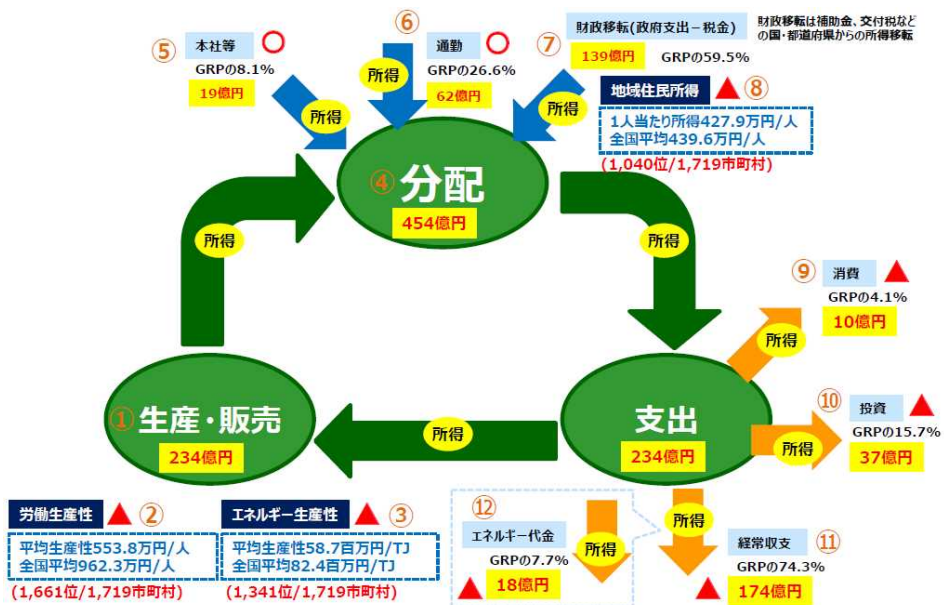 ⑤
本社等 ○
GRPの8.1%
19億円
所得
⑥
通勤 ○
GRPの26.6%
62億円
所得
⑦
財政移転(政府支出－税金)
139億円 GRPの59.5%
所得
財政移転は補助金、交付税など
の国・都道府県からの所得移転
地域住民所得 ▲ ⑧
1人当たり所得427.9万円/人
全国平均439.6万円/人
(1,040位/1,719市町村)
④ 分配
454億円
所得
所得
⑨ 消費 ▲
GRPの4.1%
10億円
所得
① 生産・販売
234億円
所得
支出
234億円
⑩ 投資 ▲
GRPの15.7%
37億円
所得
労働生産性 ▲ ②
平均生産性553.8万円/人
全国平均962.3万円/人
(1,661位/1,719市町村)
エネルギー生産性 ▲ ③
平均生産性58.7百万円/TJ
全国平均82.4百万円/TJ
(1,341位/1,719市町村)
⑫
エネルギー代金
GRPの7.7%
▲ 18億円
所得
所得
経常収支 ⑪
GRPの74.3%
▲ 174億円